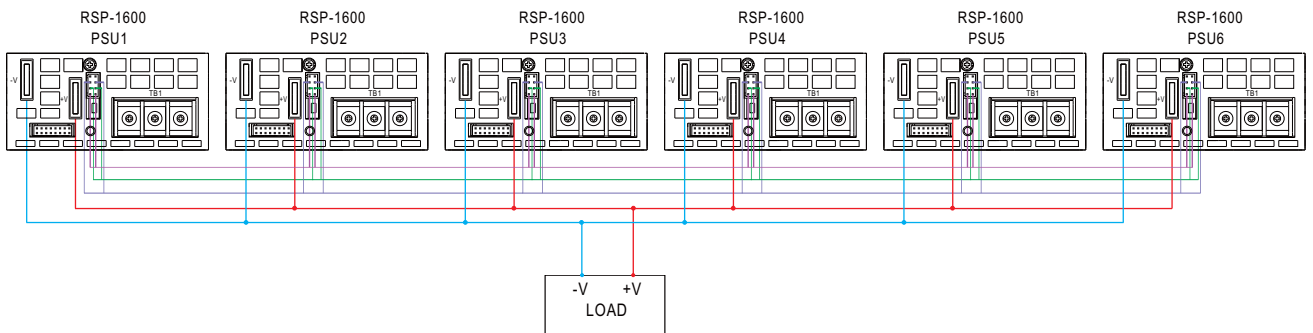 RSP-1600 RSP-1600 RSP-1600 RSP-1600 RSP-1600 RSP-1600
PSU1 PSU2 PSU3 PSU4 PSU5 PSU6
-V -V -V -V -V -V
TB1 TB1 TB1 TB1 TB1 TB1
+V +V +V +V +V +V
-V +V
LOAD